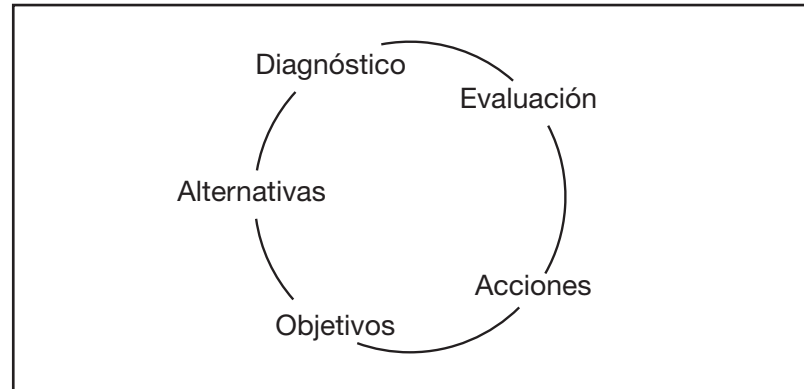 Diagnóstico
Evaluación
Alternativas
Acciones
Objetivos